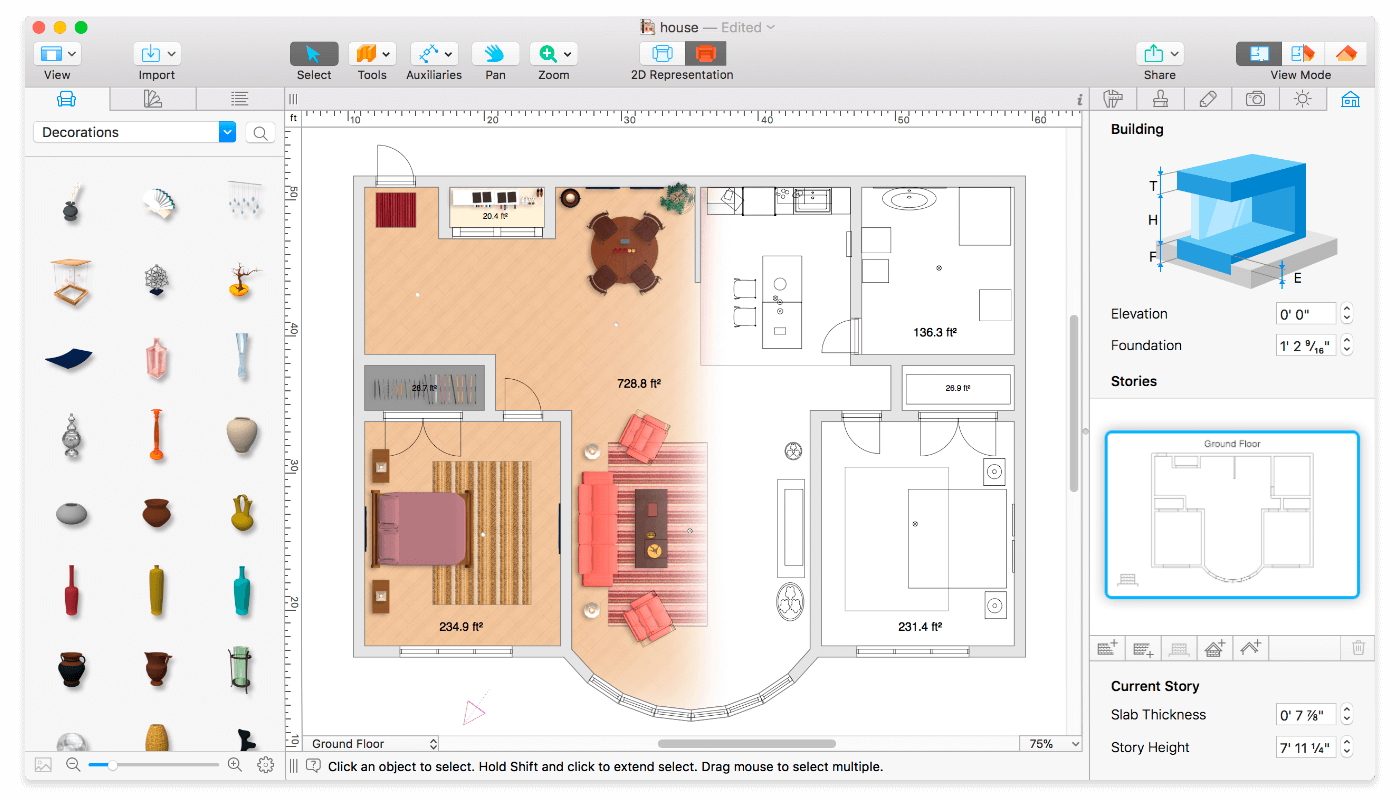 house — Edited
View
Import
Select
Tools
Auxiliaries
Pan
Zoom
2D Representation
Share
View Mode
Decorations
ft
10
20
30
40
50
60
50
40
30
20
10
20.4 ft²
136.3 ft²
728.8 ft²
26.9 ft²
234.9 ft²
231.4 ft²
Ground Floor
75%
Click an object to select. Hold Shift and click to extend select. Drag mouse to select multiple.
Building
T
H
F
E
Elevation
0' 0"
Foundation
1' 2 9/16"
Stories
Ground Floor
Current Story
Slab Thickness
0' 7 ⅞"
Story Height
7' 11 ¼"